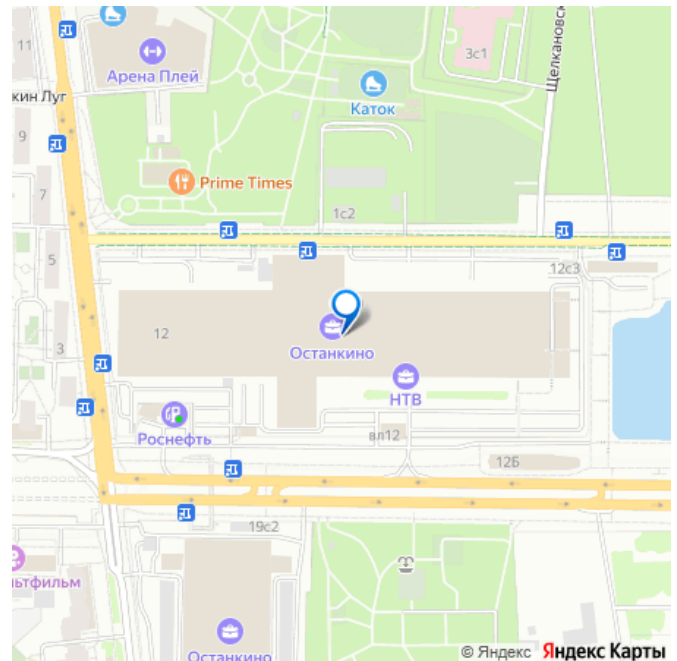 11
Арена Плей
3с1
Щелкановск
кин Луг
Каток
9
7
Prime Times
1с2
5
12с3
12
3
Останкино
НТВ
Роснефть
вл12
12Б
19с2
ьтфильм
Останкино
© Яндекс Яндекс Карты